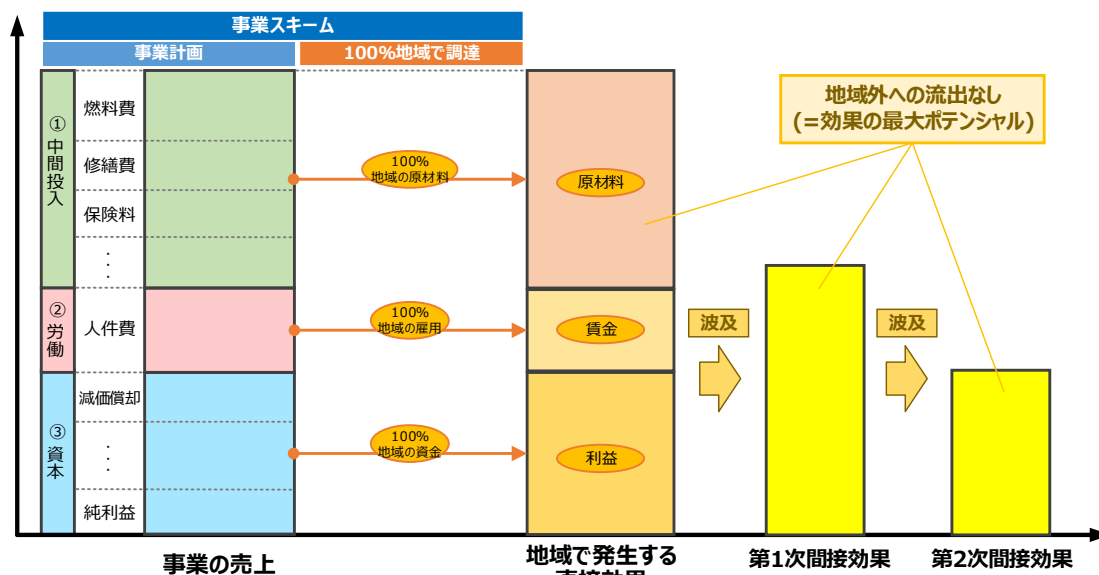 事業スキーム
事業計画
100%地域で調達
①中間投入
燃料費
修繕費
保険料
・・・
②労働
人件費
③資本
減価償却
・・・
純利益
100%
地域の原材料
100%
地域の雇用
100%
地域の資金
原材料
賃金
利益
波及
波及
地域外への流出なし
(=効果の最大ポテンシャル)
事業の売上
地域で発生する
第1次間接効果
第2次間接効果